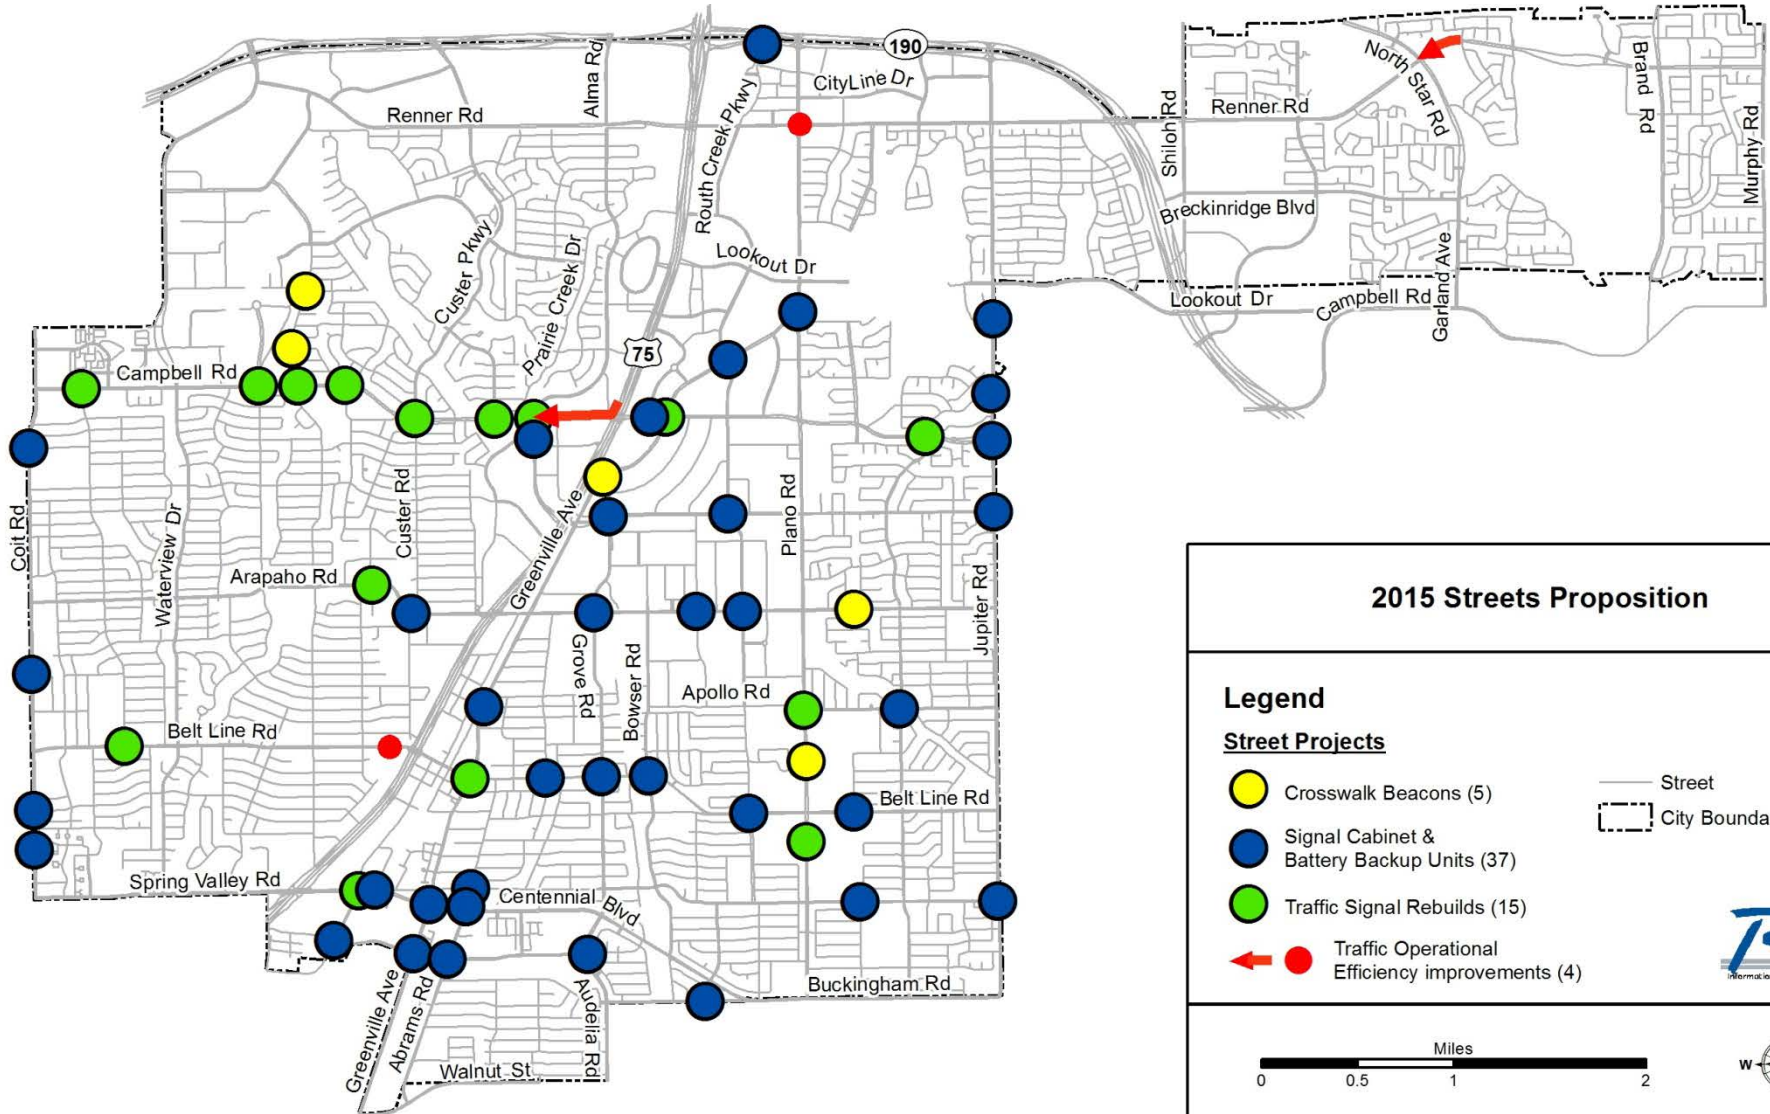 190
CityLine Dr
Renner Rd
Alma Rd
Routh Creek Pkwy
Shiloh Rd
Renner Rd
North Star Rd
Brand Rd
Murphy Rd
Breckinridge Blvd
Custer Pkwy
Prairie Creek Dr
Lookout Dr
75
Lookout Dr
Campbell Rd
Garland Ave
Campbell Rd
Coit Rd
Waterview Dr
Custer Rd
Greenville Ave
Plano Rd
Jupiter Rd
Arapaho Rd
Grove Rd
Bowser Rd
Apollo Rd
Belt Line Rd
Belt Line Rd
Spring Valley Rd
Centennial Blvd
Buckingham Rd
Greenville Ave
Abrams Rd
Audelia Rd
Walnut St
2015 Streets Proposition
Legend
Street Projects
Crosswalk Beacons (5)
Signal Cabinet &
Battery Backup Units (37)
Traffic Signal Rebuilds (15)
Traffic Operational
Efficiency improvements (4)
Street
City Bounda
Miles
0 0.5 1 2
W